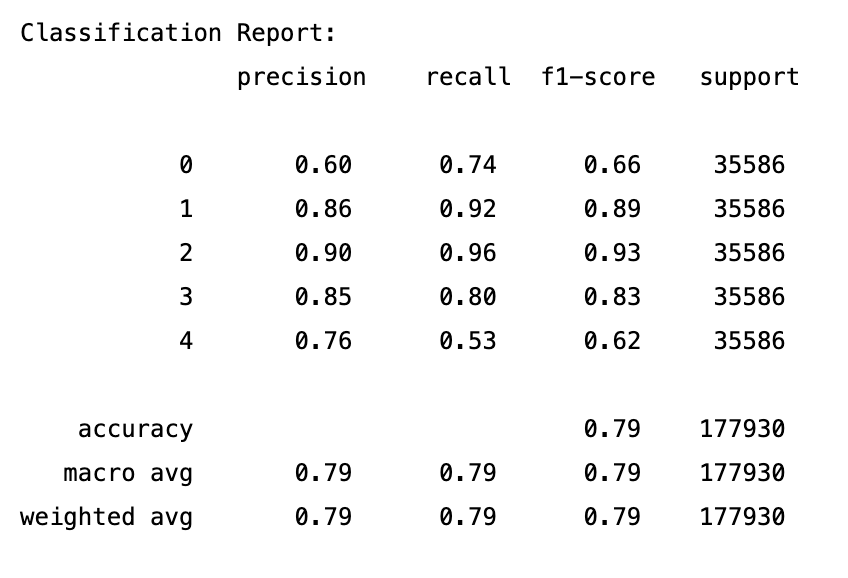 Classification Report:
precision recall f1-score support
0 0.60 0.74 0.66 35586
1 0.86 0.92 0.89 35586
2 0.90 0.96 0.93 35586
3 0.85 0.80 0.83 35586
4 0.76 0.53 0.62 35586
accuracy 0.79 177930
macro avg 0.79 0.79 0.79 177930
weighted avg 0.79 0.79 0.79 177930